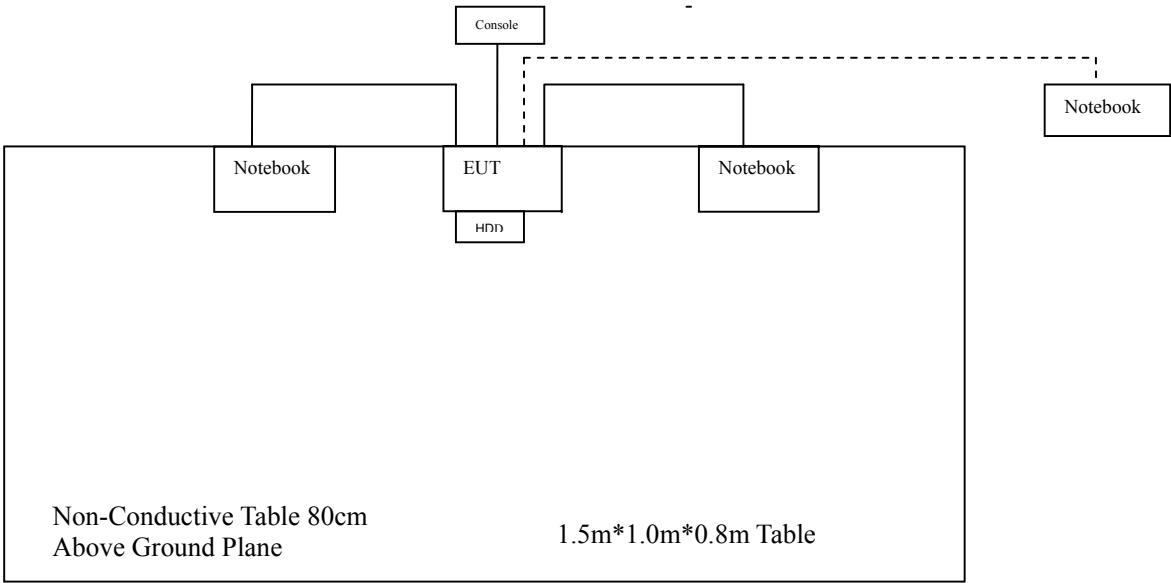 Console
Notebook
Notebook
EUT
Notebook
HDD
Non-Conductive Table 80cm
Above Ground Plane
1.5m*1.0m*0.8m Table